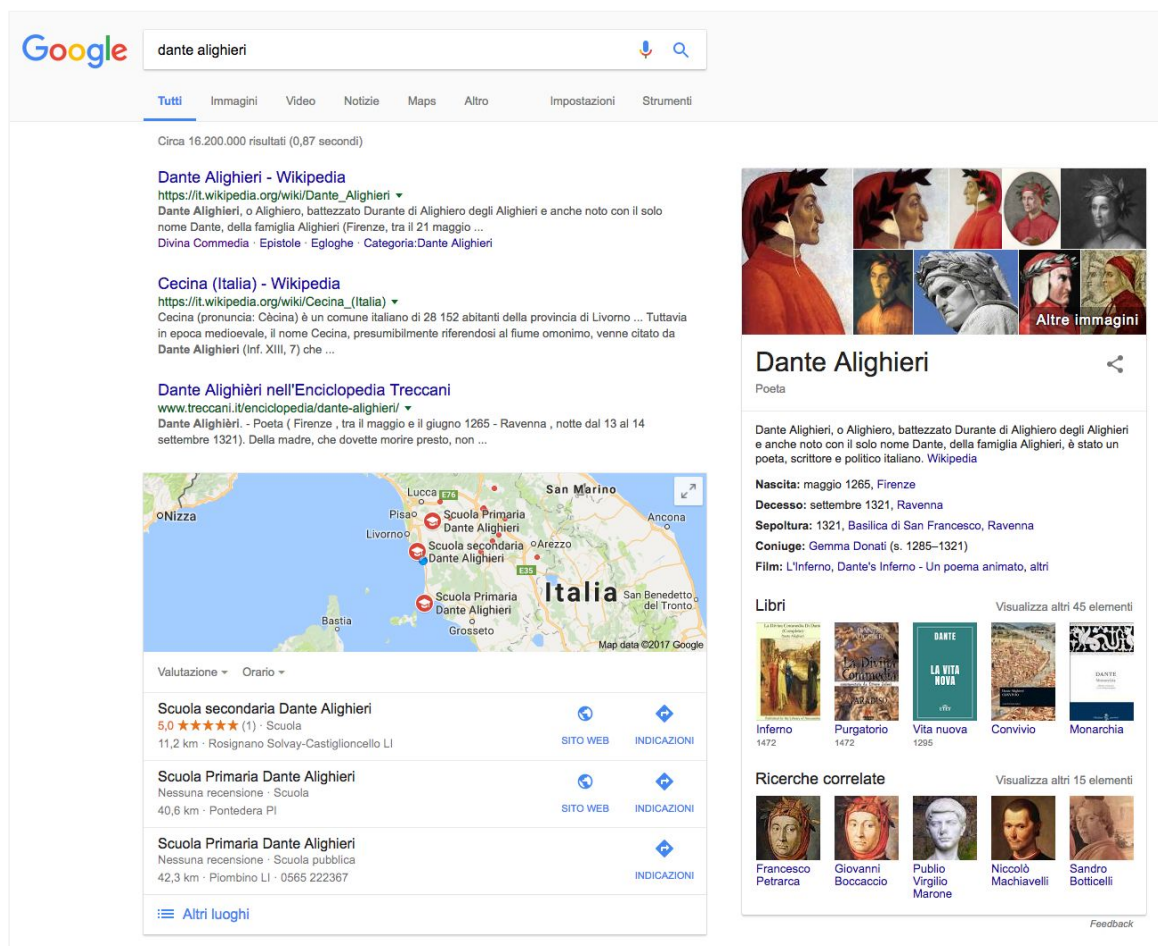 Google
dante alighieri
Tutti Immagini Video Notizie Maps Altro Impostazioni Strumenti
Circa 16.200.000 risultati (0,87 secondi)
Dante Alighieri - Wikipedia
https://it.wikipedia.org/wiki/Dante_Alighieri
Dante Alighieri, o Alighiero, battezzato Durante di Alighiero degli Alighieri e anche noto con il solo
nome Dante, della famiglia Alighieri (Firenze, tra il 21 maggio ...
Divina Commedia · Epistole · Egloghe · Categoria:Dante Alighieri
Cecina (Italia) - Wikipedia
https://it.wikipedia.org/wiki/Cecina_(Italia)
Cecina (pronuncia: Cècina) è un comune italiano di 28 152 abitanti della provincia di Livorno ... Tuttavia
in epoca medioevale, il nome Cecina, presumibilmente riferendosi al fiume omonimo, venne citato da
Dante Alighieri (Inf. XIII, 7) che ...
Dante Alighièri nell'Enciclopedia Treccani
www.treccani.it/enciclopedia/dante-alighieri/
Dante Alighièri. - Poeta ( Firenze , tra il maggio e il giugno 1265 - Ravenna , notte dal 13 al 14
settembre 1321). Della madre, che dovette morire presto, non ...
Nizza
Lucca
E76
San Marino
Pisa
Scuola Primaria
Dante Alighieri
Ancona
Livorno
Scuola secondaria
Dante Alighieri
Arezzo
E35
Scuola Primaria
Dante Alighieri
Italia
San Benedetto
del Tronto
Bastia
Grosseto
Map data ©2017 Google
Valutazione Orario
Scuola secondaria Dante Alighieri
5,0 ★★★★★ (1) · Scuola
11,2 km · Rosignano Solvay-Castiglioncello LI
SITO WEB INDICAZIONI
Scuola Primaria Dante Alighieri
Nessuna recensione · Scuola
40,6 km · Pontedera PI
SITO WEB INDICAZIONI
Scuola Primaria Dante Alighieri
Nessuna recensione · Scuola pubblica
42,3 km · Piombino LI · 0565 222367
INDICAZIONI
Altri luoghi
Altre immagini
Dante Alighieri
Poeta
Dante Alighieri, o Alighiero, battezzato Durante di Alighiero degli Alighieri
e anche noto con il solo nome Dante, della famiglia Alighieri, è stato un
poeta, scrittore e politico italiano. Wikipedia
Nascita: maggio 1265, Firenze
Decesso: settembre 1321, Ravenna
Sepoltura: 1321, Basilica di San Francesco, Ravenna
Coniuge: Gemma Donati (s. 1285–1321)
Film: L'Inferno, Dante's Inferno - Un poema animato, altri
Libri Visualizza altri 45 elementi
La Divina
Commedia
PARADISO
DANTE
LA VITA
NOVA
DANTE
Inferno
1472
Purgatorio
1472
Vita nuova
1295
Convivio
Monarchia
Ricerche correlate Visualizza altri 15 elementi
Francesco
Petrarca
Giovanni
Boccaccio
Publio
Virgilio
Marone
Niccolò
Machiavelli
Sandro
Botticelli
Feedback